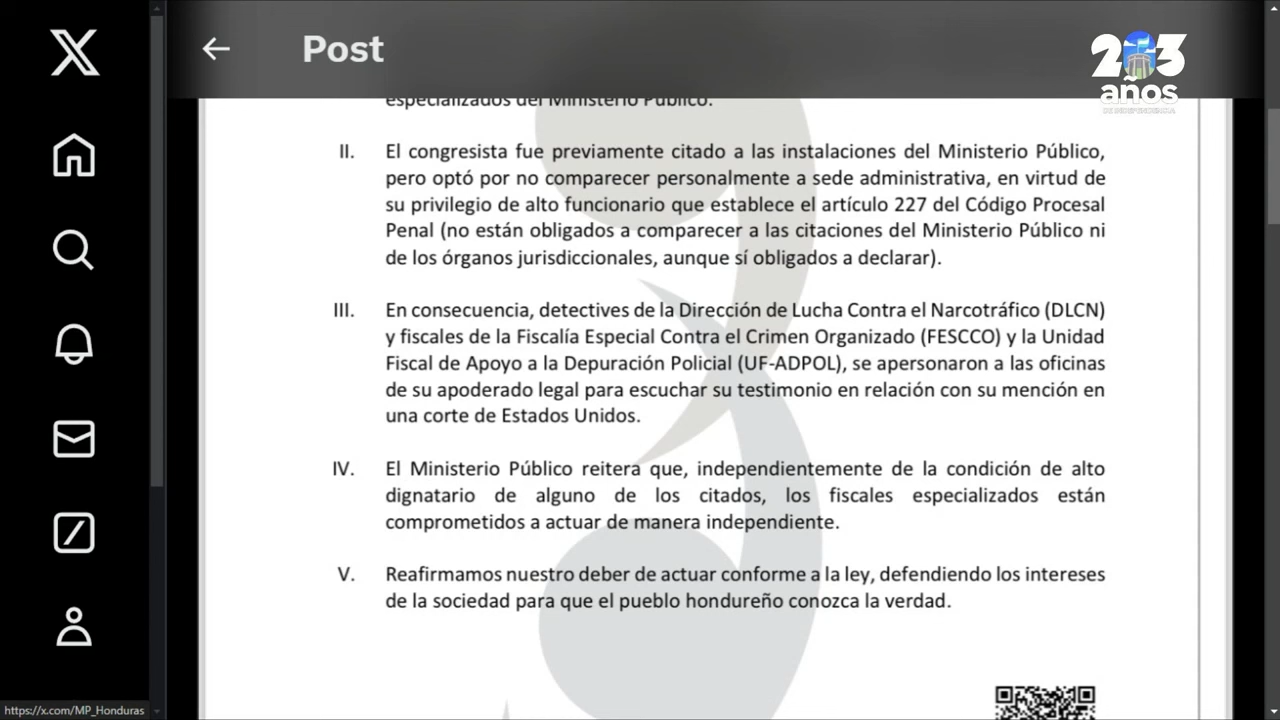 Post
203
años
DE INDEPENDENCIA
especializados del Ministerio Público.
II. El congresista fue previamente citado a las instalaciones del Ministerio Público,
pero optó por no comparecer personalmente a sede administrativa, en virtud de
su privilegio de alto funcionario que establece el artículo 227 del Código Procesal
Penal (no están obligados a comparecer a las citaciones del Ministerio Público ni
de los órganos jurisdiccionales, aunque sí obligados a declarar).
III. En consecuencia, detectives de la Dirección de Lucha Contra el Narcotráfico (DLCN)
y fiscales de la Fiscalía Especial Contra el Crimen Organizado (FESCCO) y la Unidad
Fiscal de Apoyo a la Depuración Policial (UF-ADPOL), se apersonaron a las oficinas
de su apoderado legal para escuchar su testimonio en relación con su mención en
una corte de Estados Unidos.
IV. El Ministerio Público reitera que, independientemente de la condición de alto
dignatario de alguno de los citados, los fiscales especializados están
comprometidos a actuar de manera independiente.
V. Reafirmamos nuestro deber de actuar conforme a la ley, defendiendo los intereses
de la sociedad para que el pueblo hondureño conozca la verdad.
https://x.com/MP_Honduras